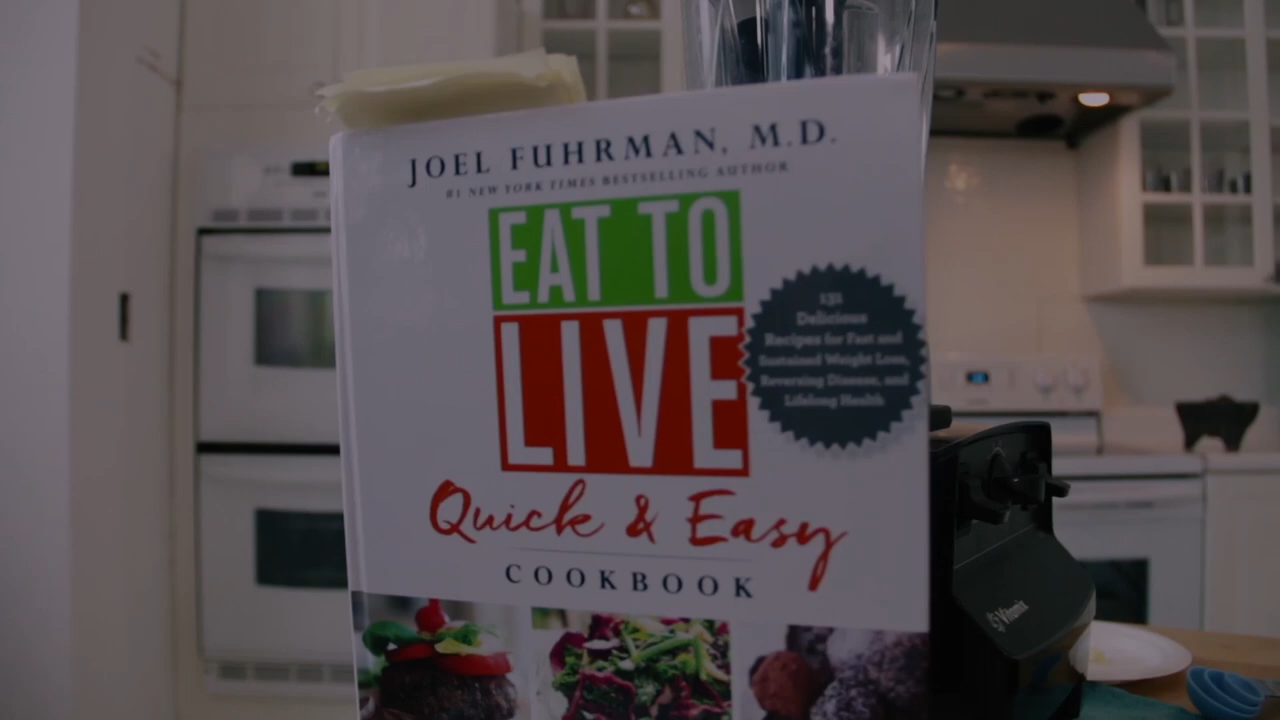 JOEL FUHRMAN, M.D.
#1 NEW YORK TIMES BESTSELLING AUTHOR
EAT TO
LIVE
131
Delicious
Recipes for Fast and
Sustained Weight Loss,
Reversing Disease, and
Lifelong Health
Quick & Easy
COOKBOOK
Vitamix